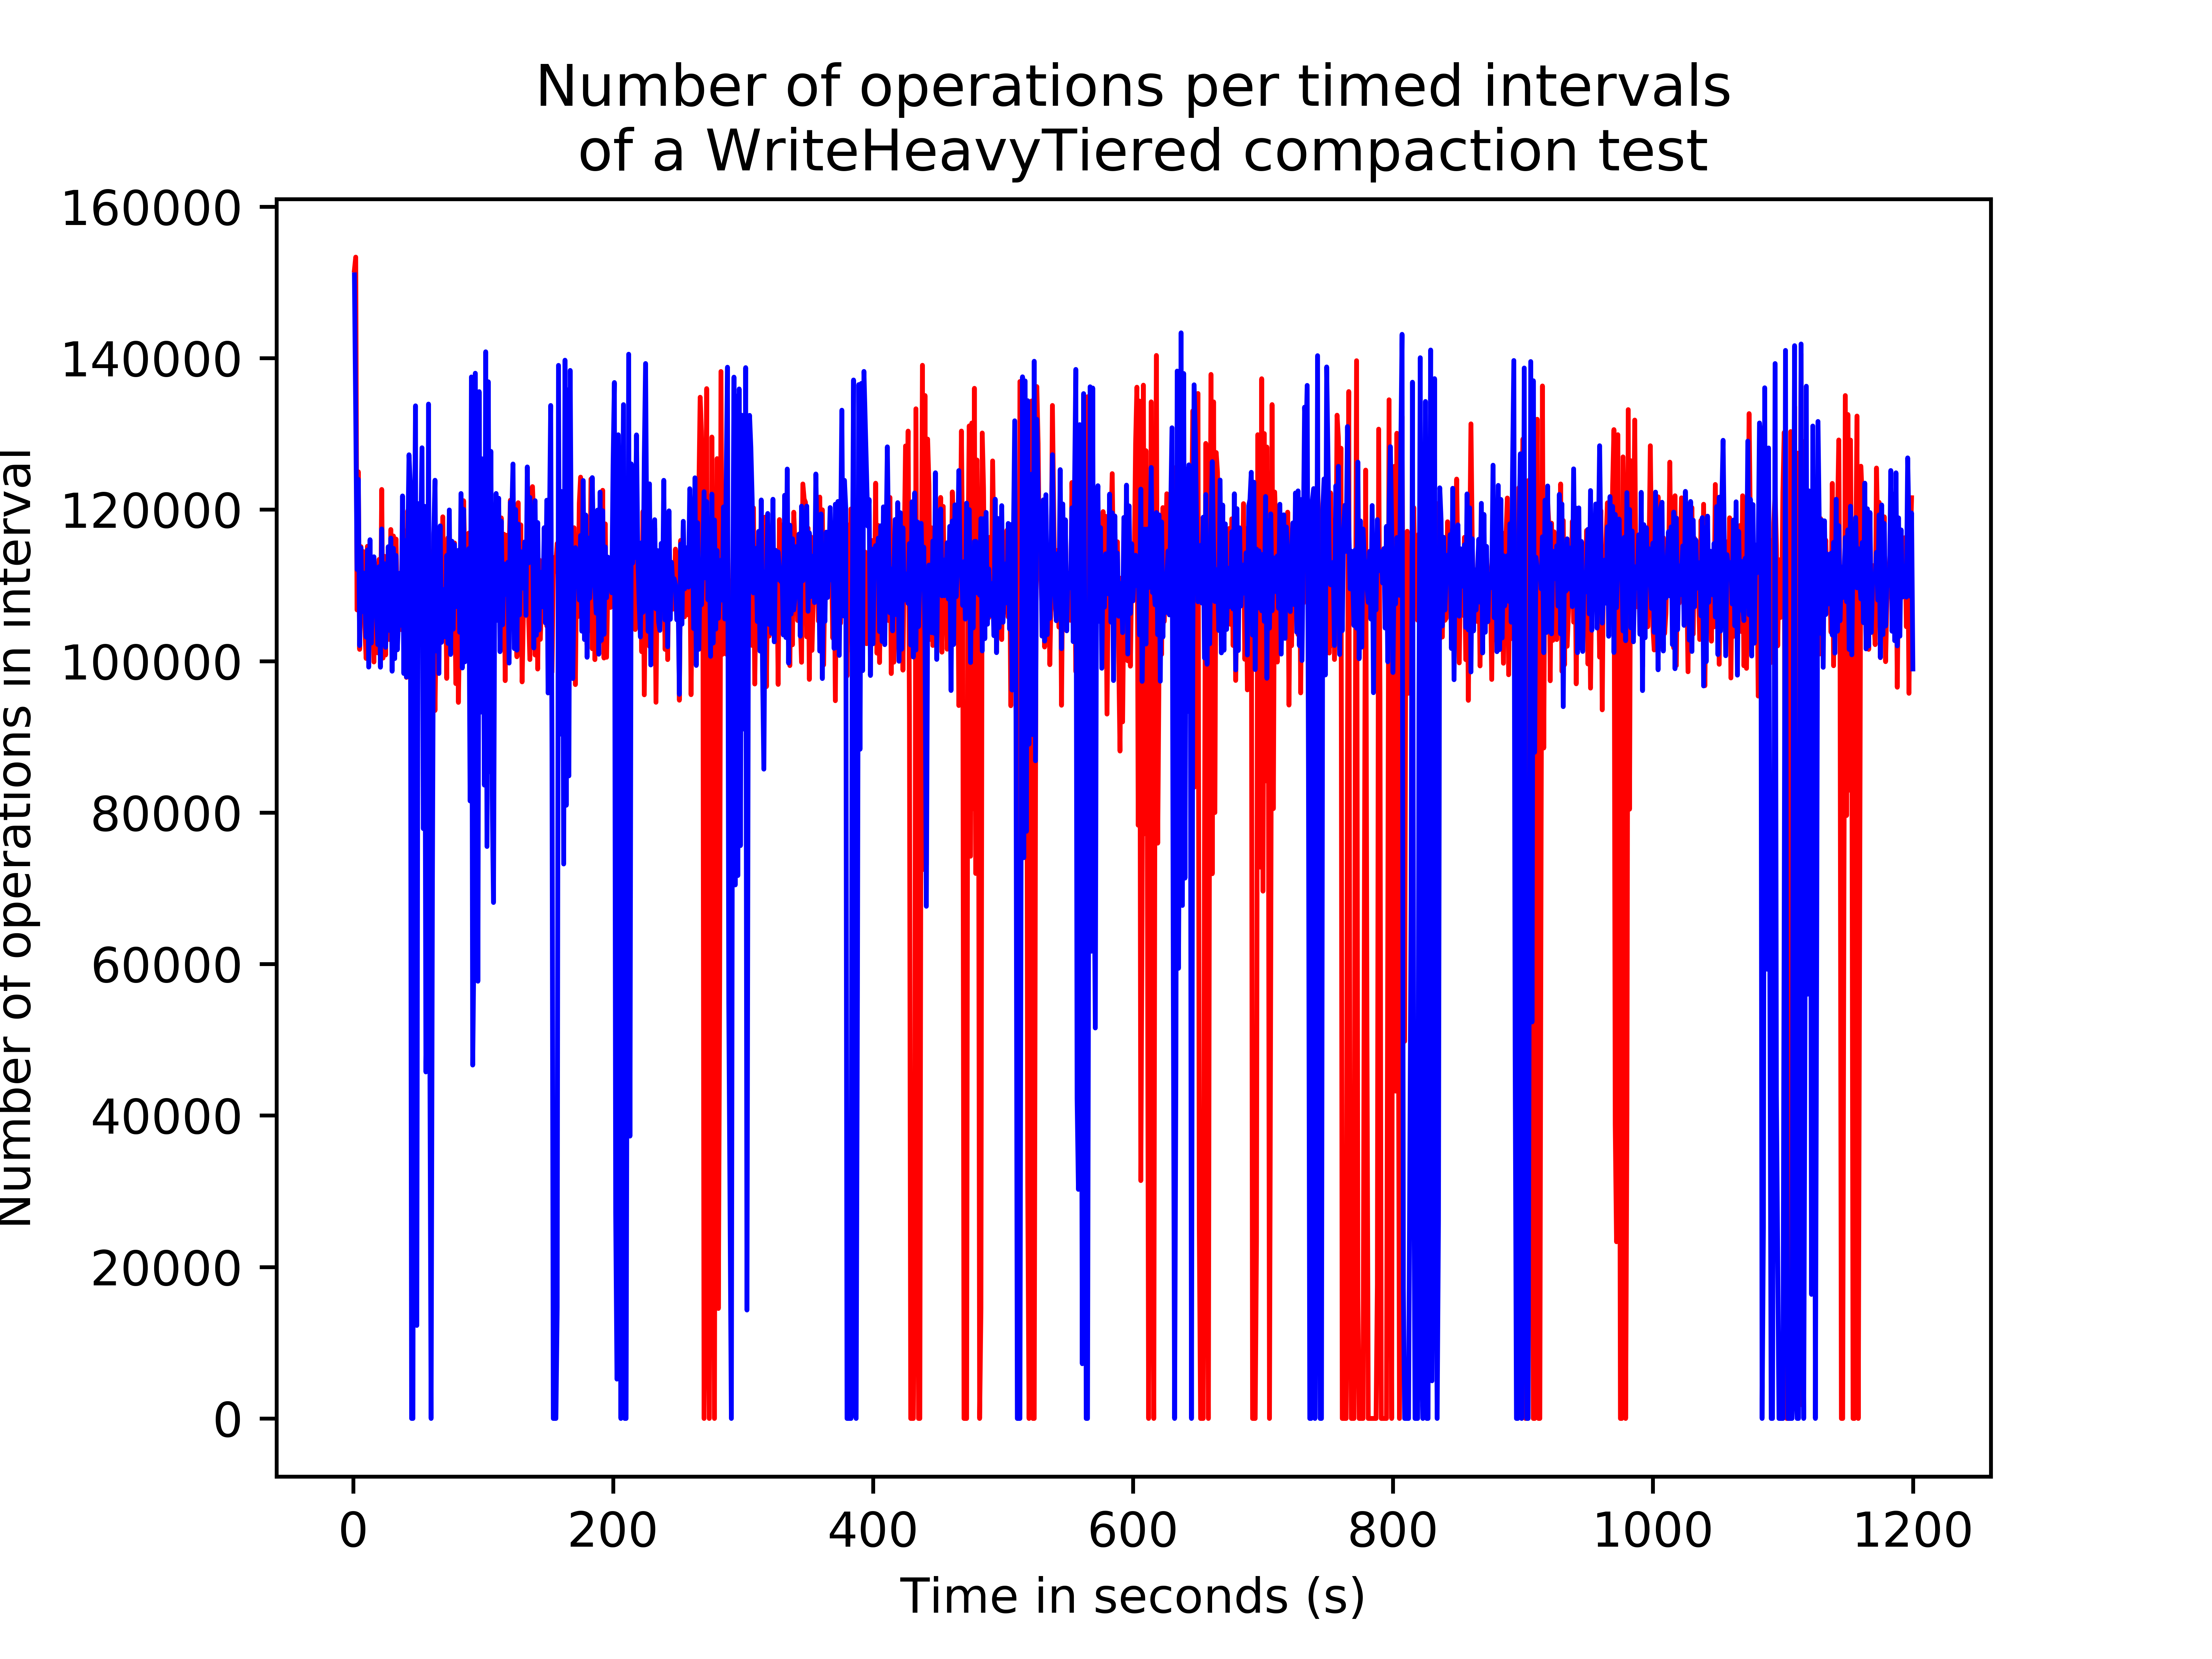 Number of operations per timed intervals
of a WriteHeavyTiered compaction test
160000
140000
120000
100000
80000
60000
40000
20000
0
Number of operations in interval
0 200 400 600 800 1000 1200
Time in seconds (s)